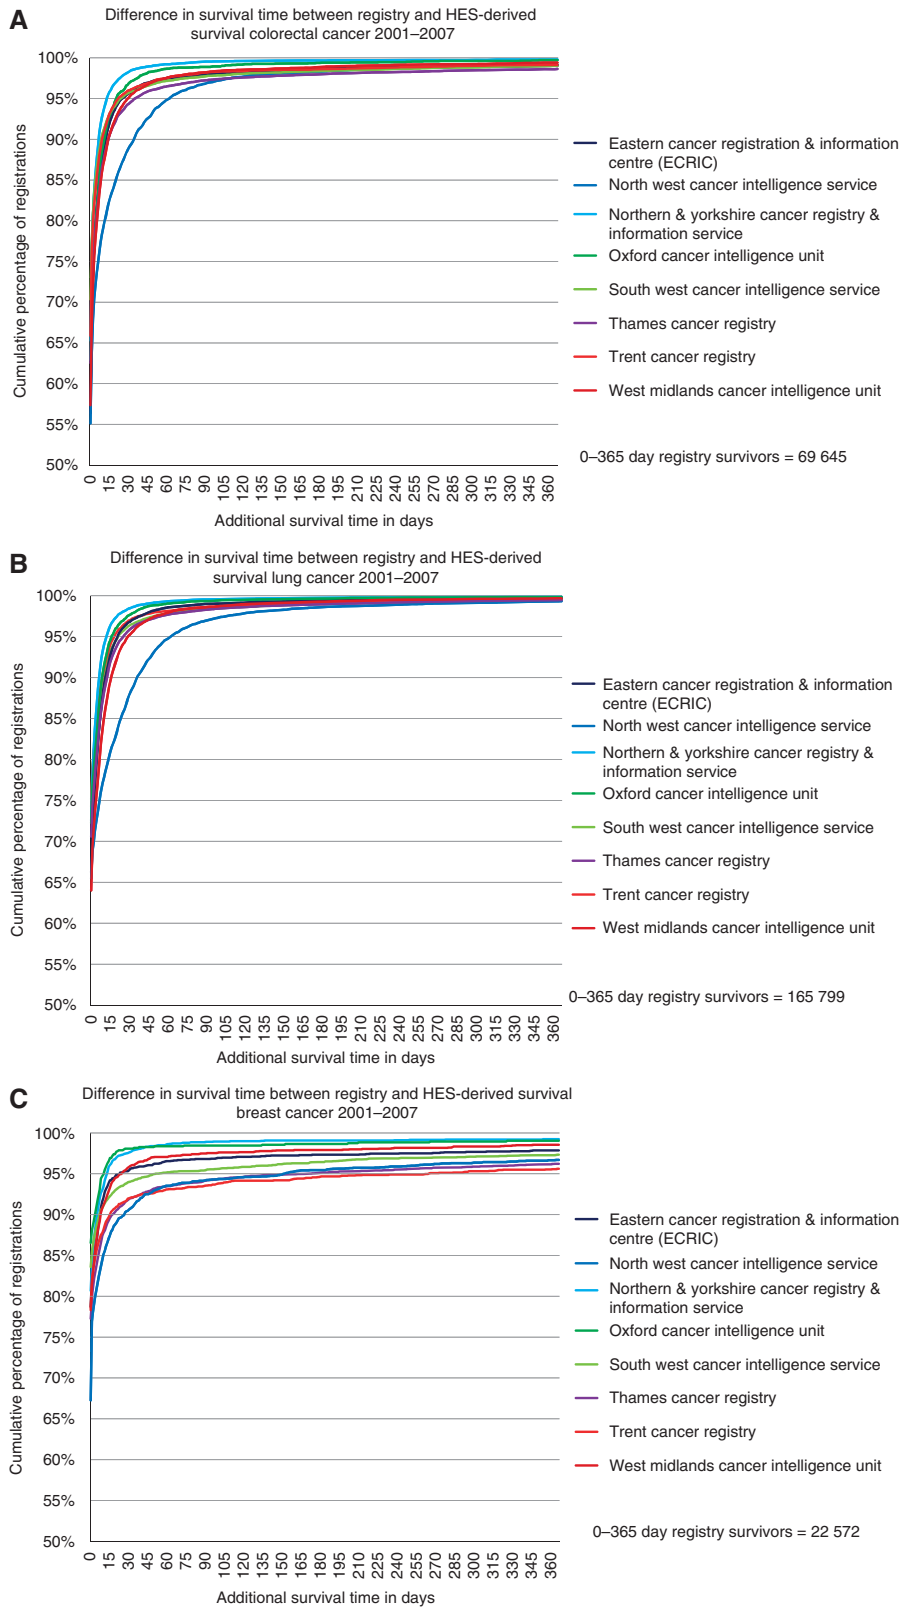 A
Difference in survival time between registry and HES-derived
survival colorectal cancer 2001–2007
Cumulative percentage of registrations
100%
95%
90%
85%
80%
75%
70%
65%
60%
55%
50%
0 15 30 45 60 75 90 105 120 135 150 165 180 195 210 225 240 255 270 285 300 315 330 345 360
Additional survival time in days
Eastern cancer registration & information
centre (ECRIC)
North west cancer intelligence service
Northern & yorkshire cancer registry &
information service
Oxford cancer intelligence unit
South west cancer intelligence service
Thames cancer registry
Trent cancer registry
West midlands cancer intelligence unit
0–365 day registry survivors = 69 645
B
Difference in survival time between registry and HES-derived
survival lung cancer 2001–2007
Cumulative percentage of registrations
100%
95%
90%
85%
80%
75%
70%
65%
60%
55%
50%
0 15 30 45 60 75 90 105 120 135 150 165 180 195 210 225 240 255 270 285 300 315 330 345 360
Additional survival time in days
Eastern cancer registration & information
centre (ECRIC)
North west cancer intelligence service
Northern & yorkshire cancer registry &
information service
Oxford cancer intelligence unit
South west cancer intelligence service
Thames cancer registry
Trent cancer registry
West midlands cancer intelligence unit
0–365 day registry survivors = 165 799
C
Difference in survival time between registry and HES-derived survival
breast cancer 2001–2007
Cumulative percentage of registrations
100%
95%
90%
85%
80%
75%
70%
65%
60%
55%
50%
0 15 30 45 60 75 90 105 120 135 150 165 180 195 210 225 240 255 270 285 300 315 330 345 360
Additional survival time in days
Eastern cancer registration & information
centre (ECRIC)
North west cancer intelligence service
Northern & yorkshire cancer registry &
information service
Oxford cancer intelligence unit
South west cancer intelligence service
Thames cancer registry
Trent cancer registry
West midlands cancer intelligence unit
0–365 day registry survivors = 22 572